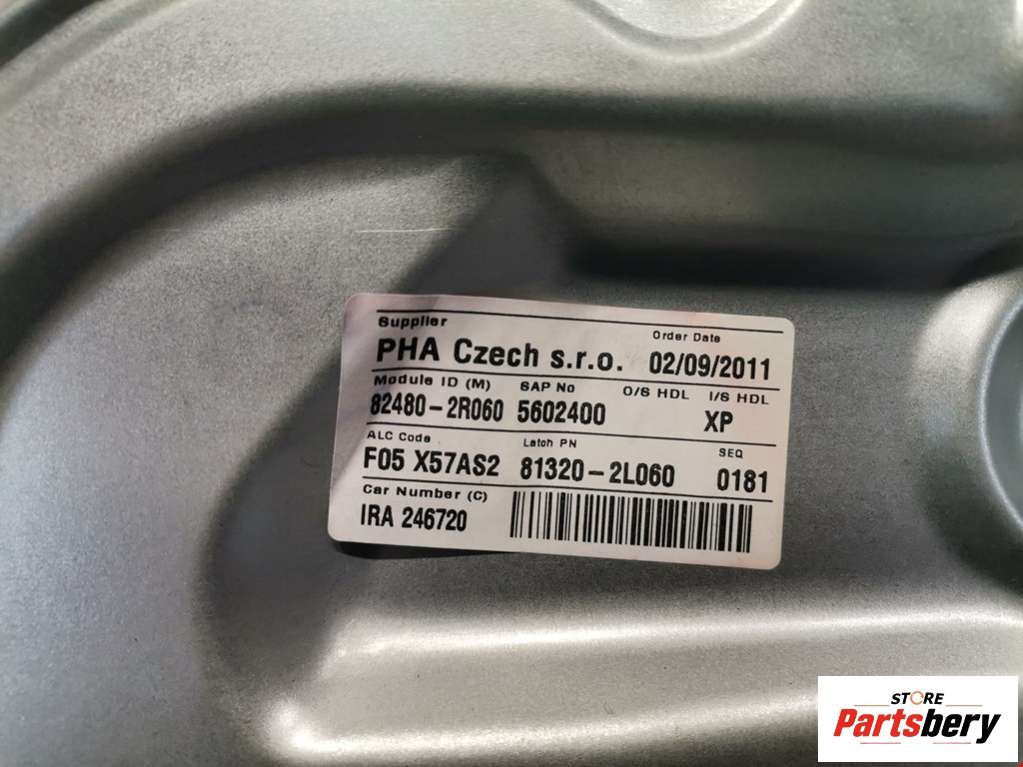 Supplier Order Date
PHA Czech s.r.o. 02/09/2011
Module ID (M) SAP No O/S HDL I/S HDL
82480-2R060 5602400 XP
ALC Code Latch PN SEQ
F05 X57AS2 81320-2L060 0181
Car Number (C)
IRA 246720
STORE
Partsbery